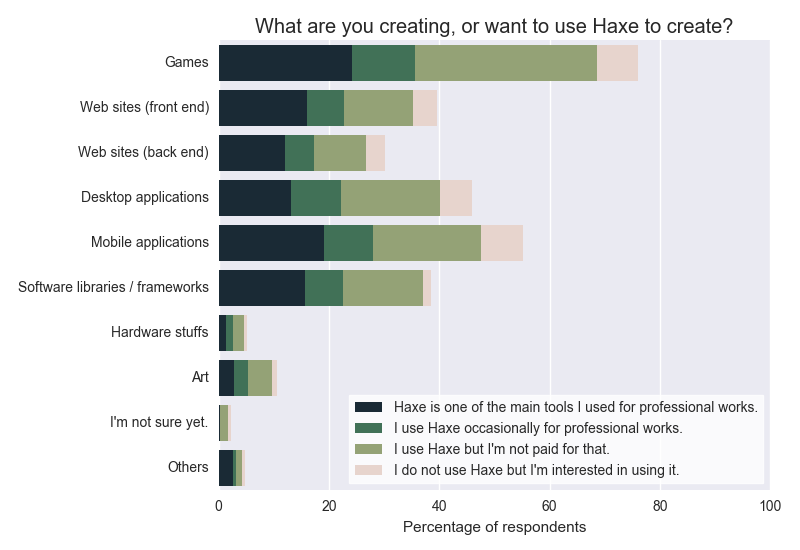 What are you creating, or want to use Haxe to create?
Games
Web sites (front end)
Web sites (back end)
Desktop applications
Mobile applications
Software libraries / frameworks
Hardware stuffs
Art
I'm not sure yet.
Others
Haxe is one of the main tools I used for professional works.
I use Haxe occasionally for professional works.
I use Haxe but I'm not paid for that.
I do not use Haxe but I'm interested in using it.
0 20 40 60 80 100
Percentage of respondents